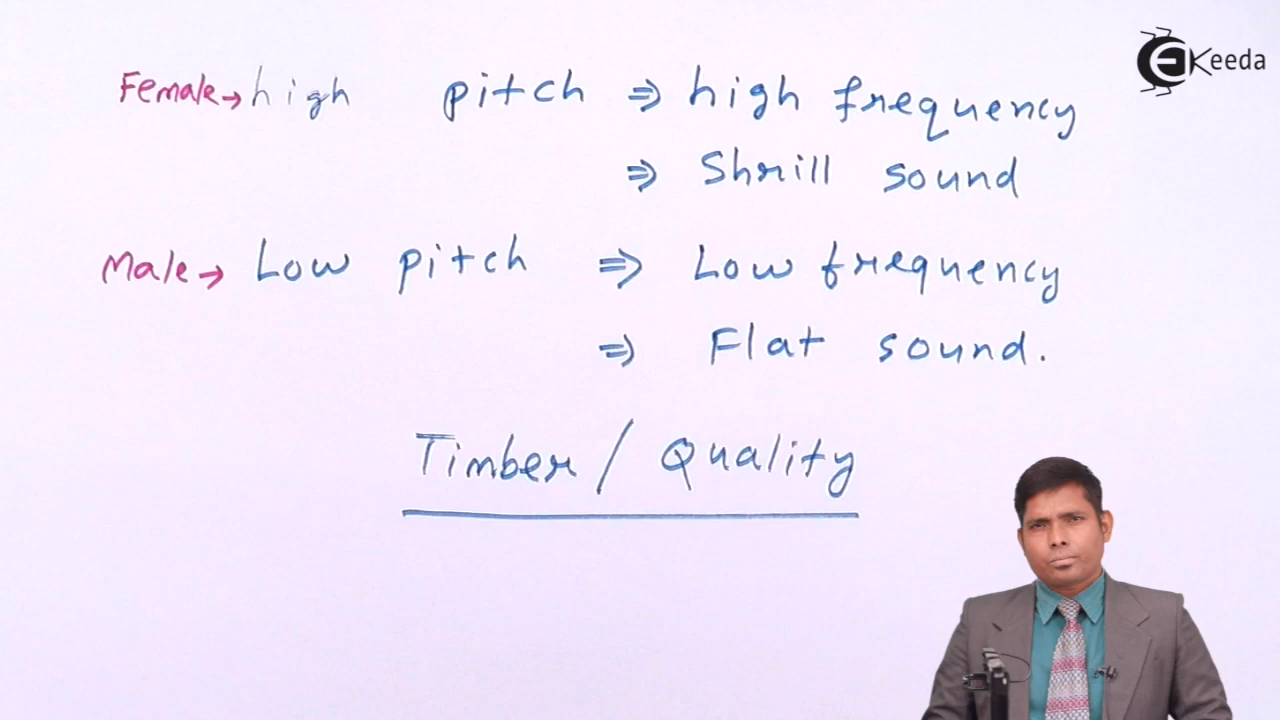 Ekeeda
Female → high pitch ⇒ high frequency
⇒ Shrill sound
Male → Low pitch ⇒ Low frequency
⇒ Flat sound.
Timber / Quality